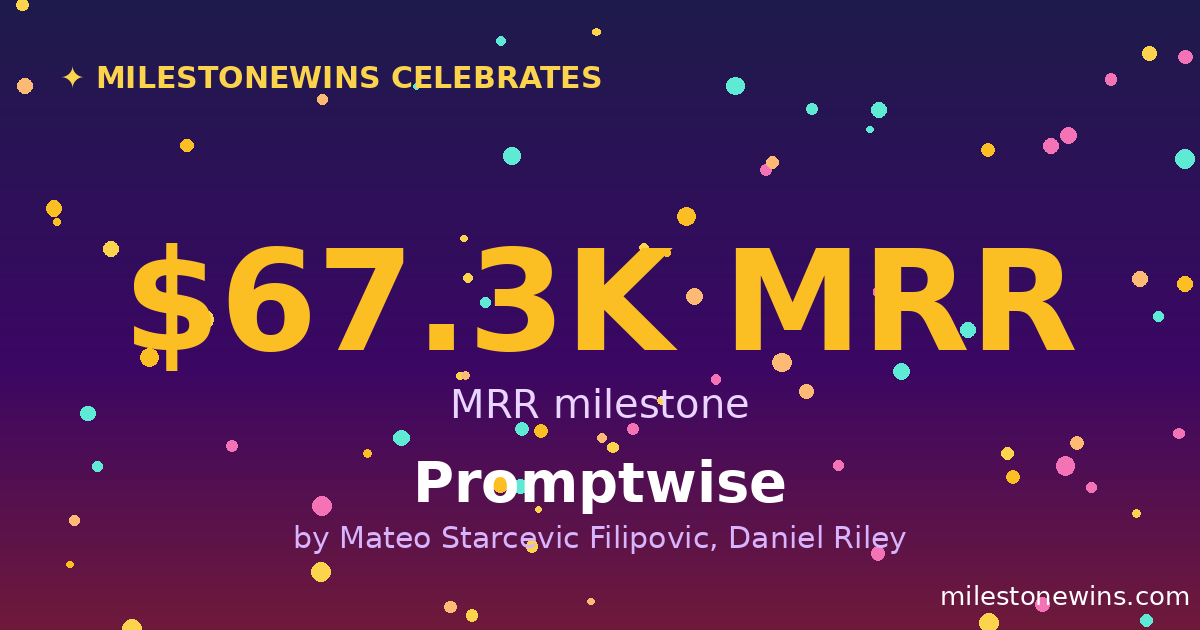 ✦ MILESTONEWINS CELEBRATES
$67.3K MRR
MRR milestone
Promptwise
by Mateo Starcevic Filipovic, Daniel Riley
milestonewins.com